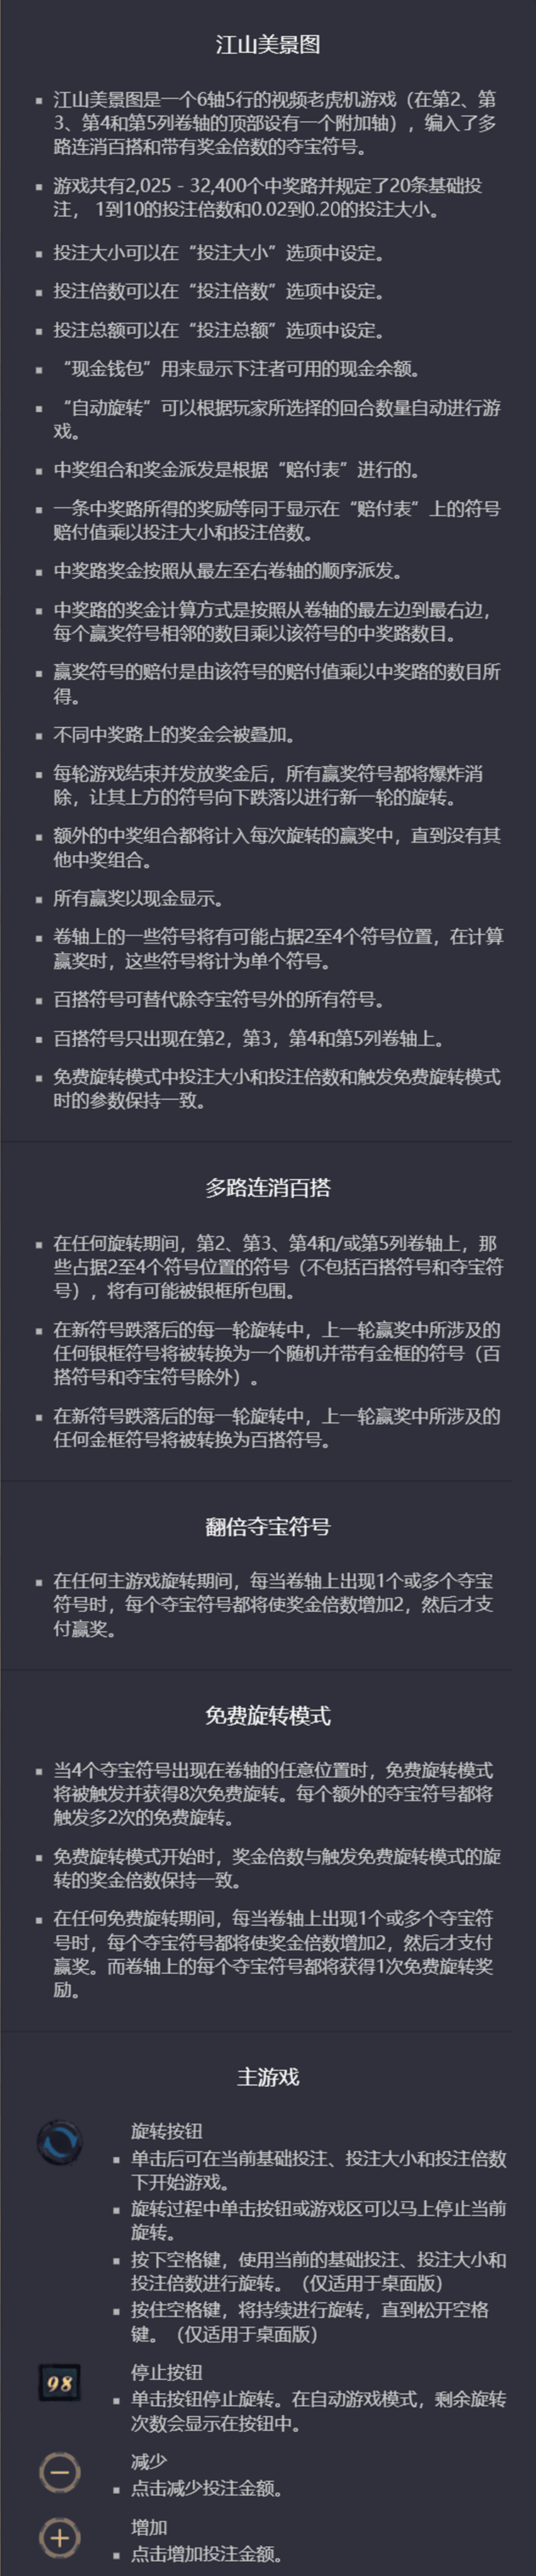 江山美景图
江山美景图是一个6轴5行的视频老虎机游戏（在第2、第
3、第4和第5列卷轴的顶部设有一个附加轴），编入了多
路连消百搭和带有奖金倍数的夺宝符号。
游戏共有2,025 - 32,400个中奖路并规定了20条基础投
注， 1到10的投注倍数和0.02到0.20的投注大小。
投注大小可以在“投注大小”选项中设定。
投注倍数可以在“投注倍数”选项中设定。
投注总额可以在“投注总额”选项中设定。
“现金钱包”用来显示下注者可用的现金余额。
“自动旋转”可以根据玩家所选择的回合数量自动进行游
戏。
中奖组合和奖金派发是根据“赔付表”进行的。
一条中奖路所得的奖励等同于显示在“赔付表”上的符号
赔付值乘以投注大小和投注倍数。
中奖路奖金按照从最左至右卷轴的顺序派发。
中奖路的奖金计算方式是按照从卷轴的最左边到最右边，
每个赢奖符号相邻的数目乘以该符号的中奖路数目。
赢奖符号的赔付是由该符号的赔付值乘以中奖路的数目所
得。
不同中奖路上的奖金会被叠加。
每轮游戏结束并发放奖金后，所有赢奖符号都将爆炸消
除，让其上方的符号向下跌落以进行新一轮的旋转。
额外的中奖组合都将计入每次旋转的赢奖中，直到没有其
他中奖组合。
所有赢奖以现金显示。
卷轴上的一些符号将有可能占据2至4个符号位置，在计算
赢奖时，这些符号将计为单个符号。
百搭符号可替代除夺宝符号外的所有符号。
百搭符号只出现在第2，第3，第4和第5列卷轴上。
免费旋转模式中投注大小和投注倍数和触发免费旋转模式
时的参数保持一致。
多路连消百搭
在任何旋转期间，第2、第3、第4和/或第5列卷轴上，那
些占据2至4个符号位置的符号（不包括百搭符号和夺宝符
号），将有可能被银框所包围。
在新符号跌落后的每一轮旋转中，上一轮赢奖中所涉及的
任何银框符号将被转换为一个随机并带有金框的符号（百
搭符号和夺宝符号除外）。
在新符号跌落后的每一轮旋转中，上一轮赢奖中所涉及的
任何金框符号将被转换为百搭符号。
翻倍夺宝符号
在任何主游戏旋转期间，每当卷轴上出现1个或多个夺宝
符号时，每个夺宝符号都将使奖金倍数增加2，然后才支
付赢奖。
免费旋转模式
当4个夺宝符号出现在卷轴的任意位置时，免费旋转模式
将被触发并获得8次免费旋转。每个额外的夺宝符号都将
触发多2次的免费旋转。
免费旋转模式开始时，奖金倍数与触发免费旋转模式的旋
转的奖金倍数保持一致。
在任何免费旋转期间，每当卷轴上出现1个或多个夺宝符
号时，每个夺宝符号都将使奖金倍数增加2，然后才支付
赢奖。而卷轴上的每个夺宝符号都将获得1次免费旋转奖
励。
主游戏
旋转按钮
单击后可在当前基础投注、投注大小和投注倍数
下开始游戏。
旋转过程中单击按钮或游戏区可以马上停止当前
旋转。
按下空格键，使用当前的基础投注、投注大小和
投注倍数进行旋转。（仅适用于桌面版）
按住空格键，将持续进行旋转，直到松开空格
键。（仅适用于桌面版）
98
停止按钮
单击按钮停止旋转。在自动游戏模式，剩余旋转
次数会显示在按钮中。
减少
点击减少投注金额。
增加
点击增加投注金额。